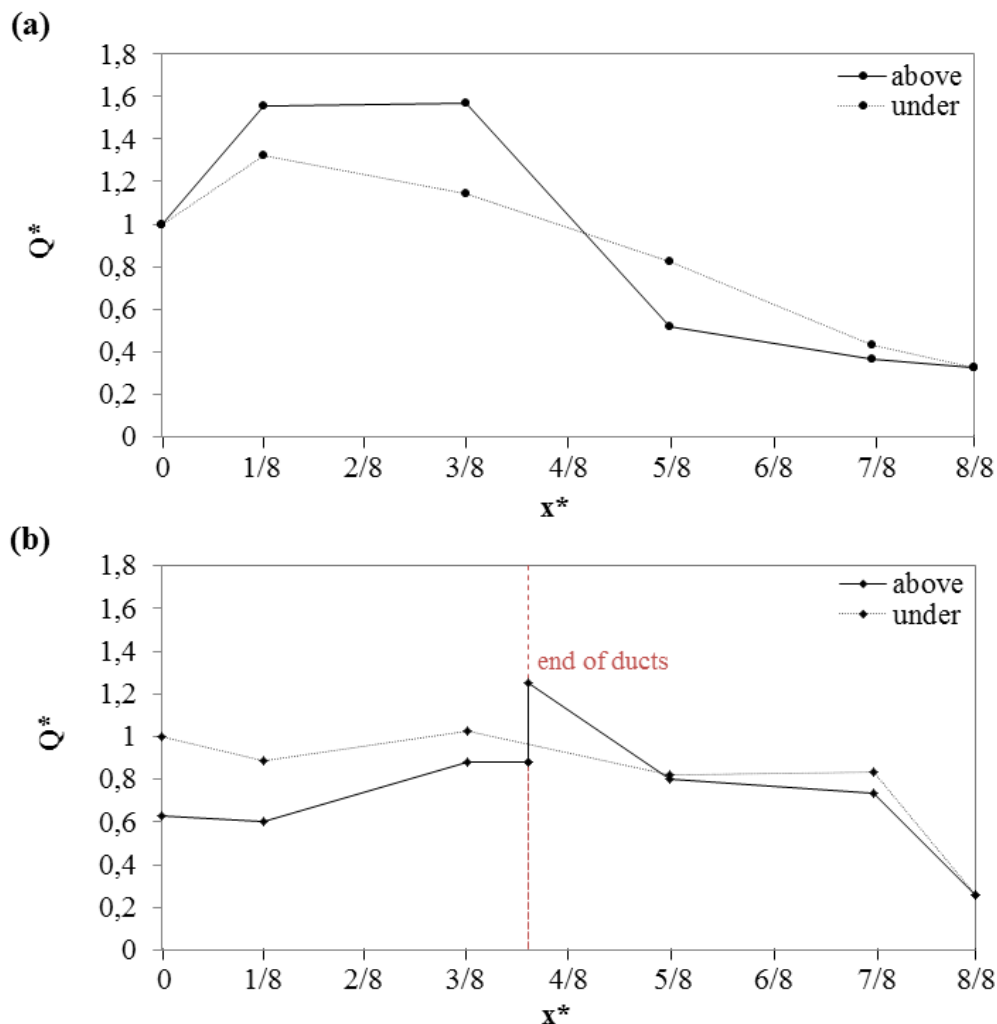 (a)
1,8
1,6
1,4
1,2
1
0,8
0,6
0,4
0,2
0
Q*
above
under
0 1/8 2/8 3/8 4/8 5/8 6/8 7/8 8/8
x*
(b)
1,8
1,6
1,4
1,2
1
0,8
0,6
0,4
0,2
0
Q*
above
under
end of ducts
0 1/8 2/8 3/8 4/8 5/8 6/8 7/8 8/8
x*